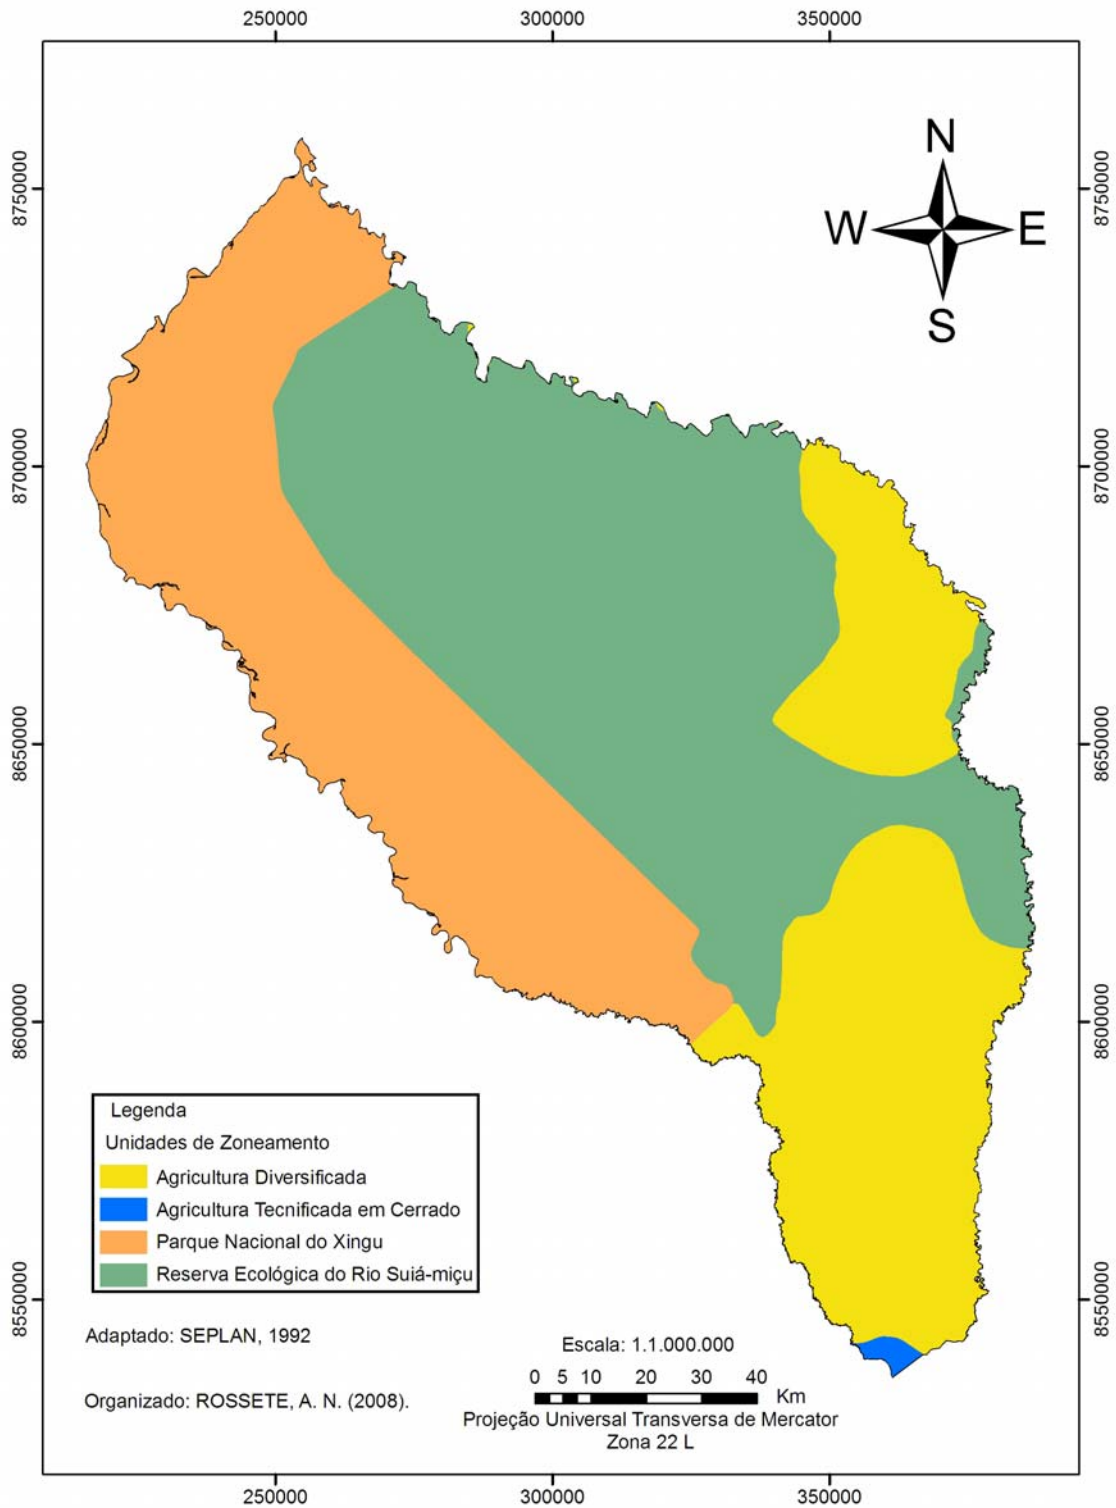 250000
300000
350000
N
W
E
S
8750000
8750000
8700000
8700000
8650000
8650000
8600000
8600000
8550000
8550000
Legenda
Unidades de Zoneamento
Agricultura Diversificada
Agricultura Tecnificada em Cerrado
Parque Nacional do Xingu
Reserva Ecológica do Rio Suiá-miçu
Adaptado: SEPLAN, 1992
Organizado: ROSSETE, A. N. (2008).
Escala: 1:1.000.000
0 5 10 20 30 40
Km
Projeção Universal Transversa de Mercator
Zona 22 L
250000
300000
350000